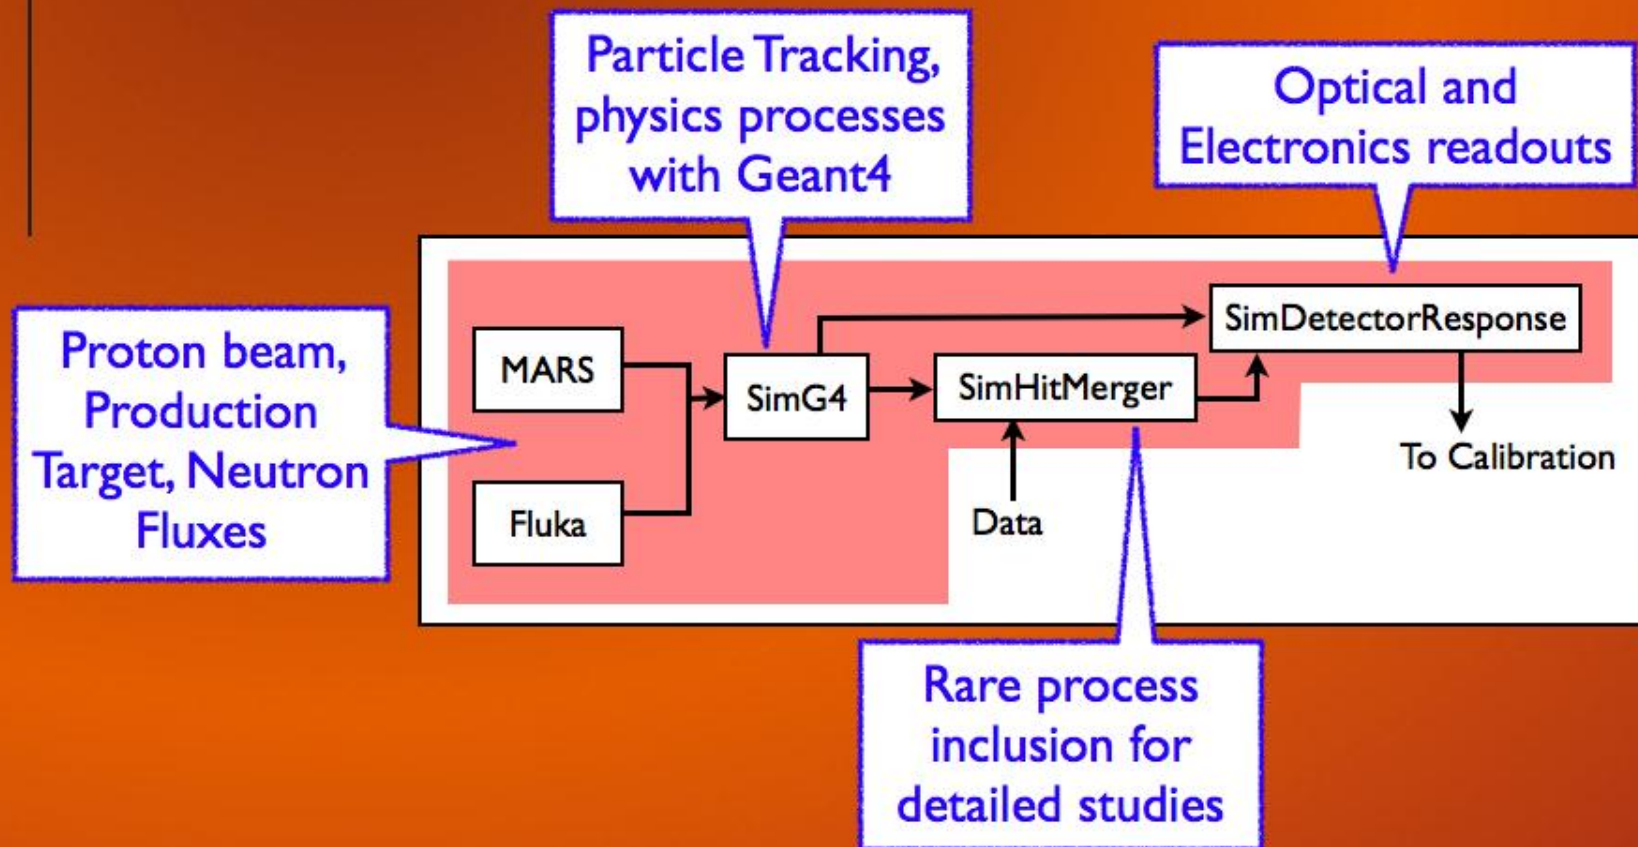 Particle Tracking,
physics processes
with Geant4
Optical and
Electronics readouts
Proton beam,
Production
Target, Neutron
Fluxes
MARS
Fluka
SimG4
SimHitMerger
SimDetectorResponse
Data
To Calibration
Rare process
inclusion for
detailed studies